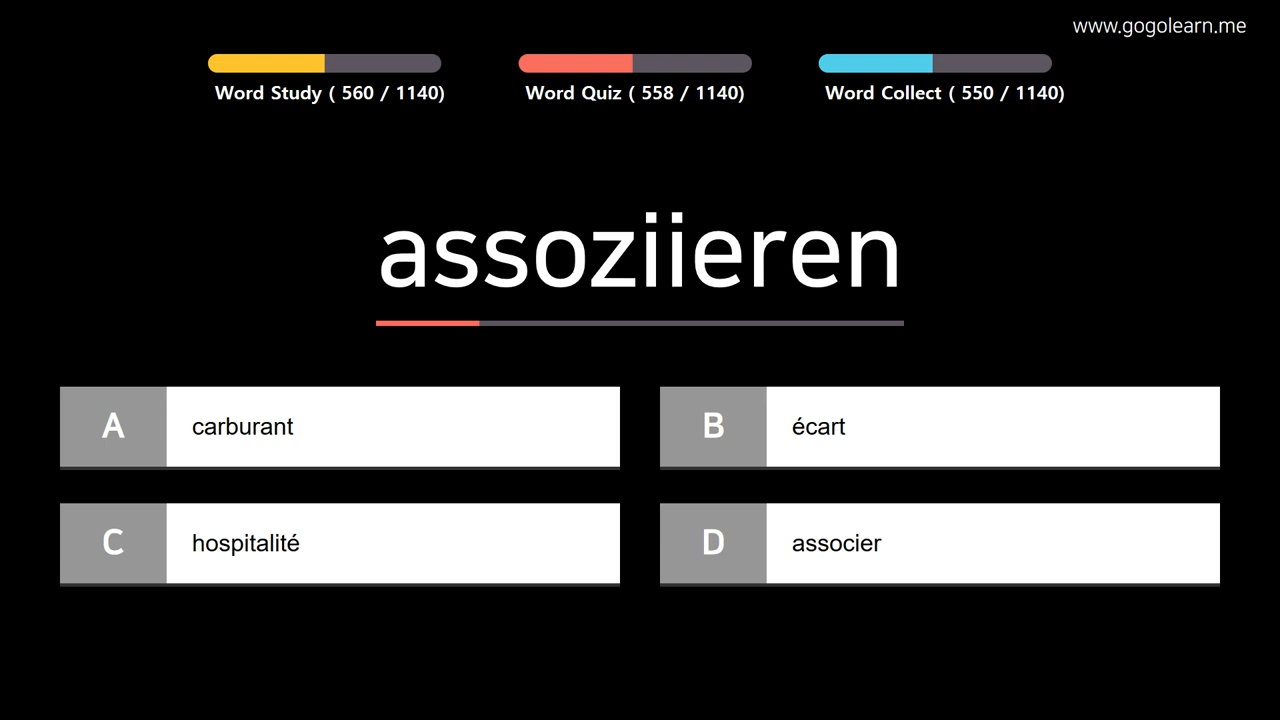 www.gogolearn.me
Word Study ( 560 / 1140)
Word Quiz ( 558 / 1140)
Word Collect ( 550 / 1140)
assoziieren
A carburant
B écart
C hospitalité
D associer